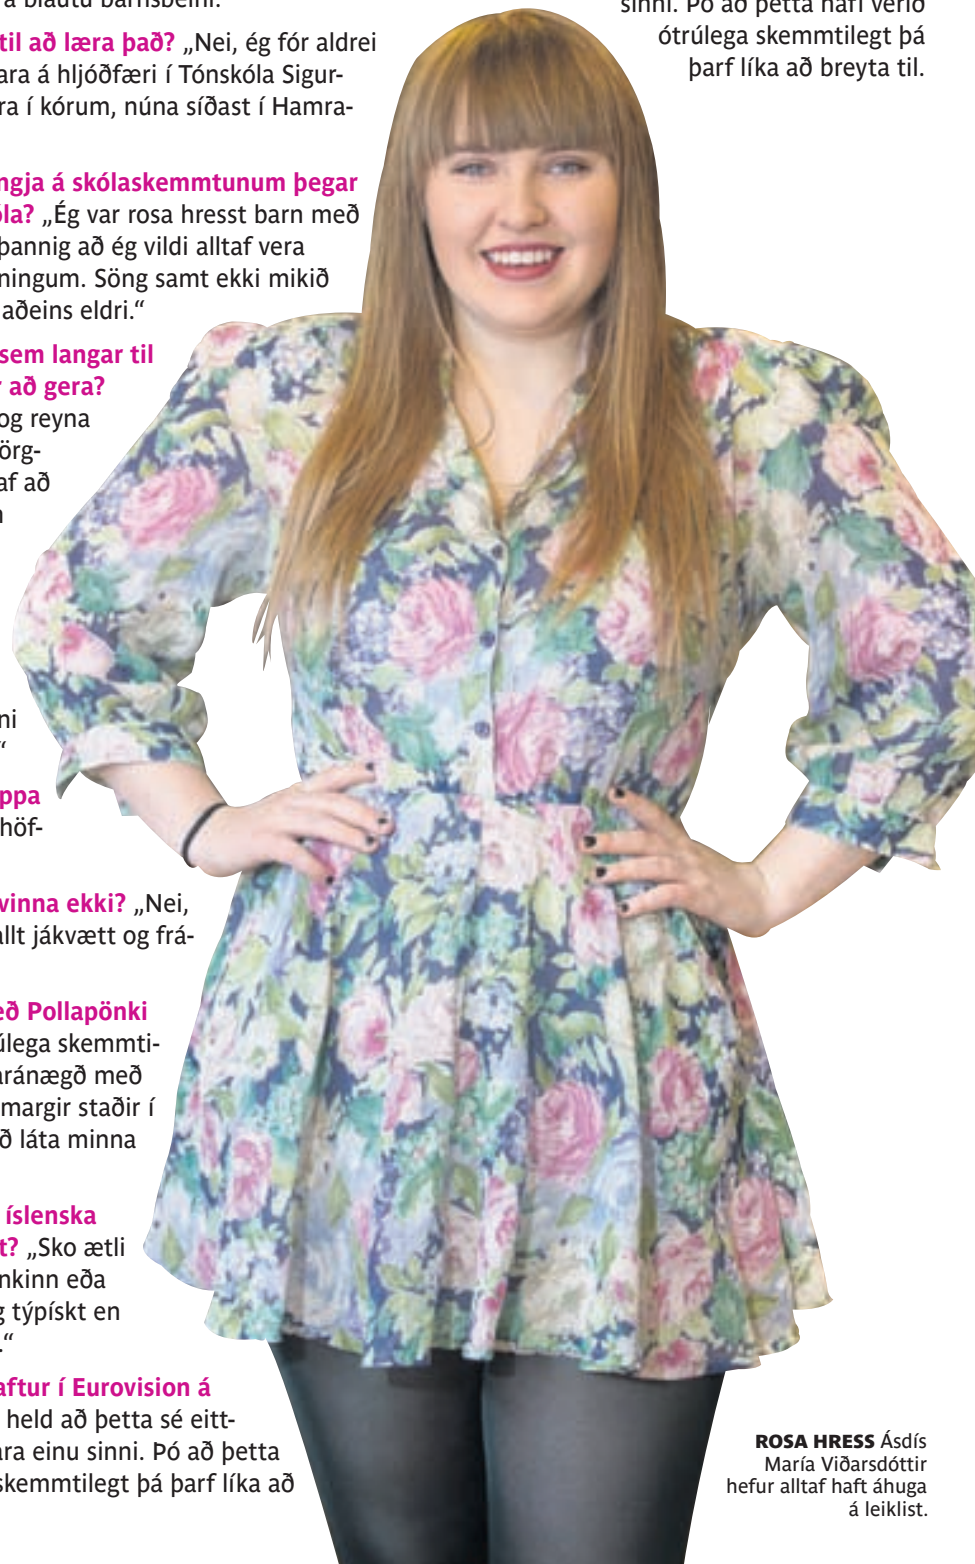 a blautu barnsbeini.
til að læra það? „Nei, ég fór aldrei
ara á hljóðfæri í Tónskóla Sigur-
ra í kórum, núna síðast í Hamra-
ngja á skólaskemmtunum þegar
óla? „Ég var rosa hresst barn með
þannig að ég vildi alltaf vera
ningum. Söng samt ekki mikið
aðeins eldri.“
sem langar til
r að gera?
og reyna
örg-
af að
n
ni
“
ppa
höf-
vinna ekki? „Nei,
allt jákvætt og frá-
eð Pollapönki
úlega skemmti-
aránægð með
margir staðir í
ð láta minna
íslenska
t? „Sko ætli
nkinn eða
g týpískt en
.“
aftur í Eurovision á
held að þetta sé eitt-
ara einu sinni. Þó að þetta
skemmtilegt þá þarf líka að
sinni. Þó að þetta hafi verið
ótrúlega skemmtilegt þá
þarf líka að breyta til.
ROSA HRESS Ásdís
María Viðarsdóttir
hefur alltaf haft áhuga
á leiklist.